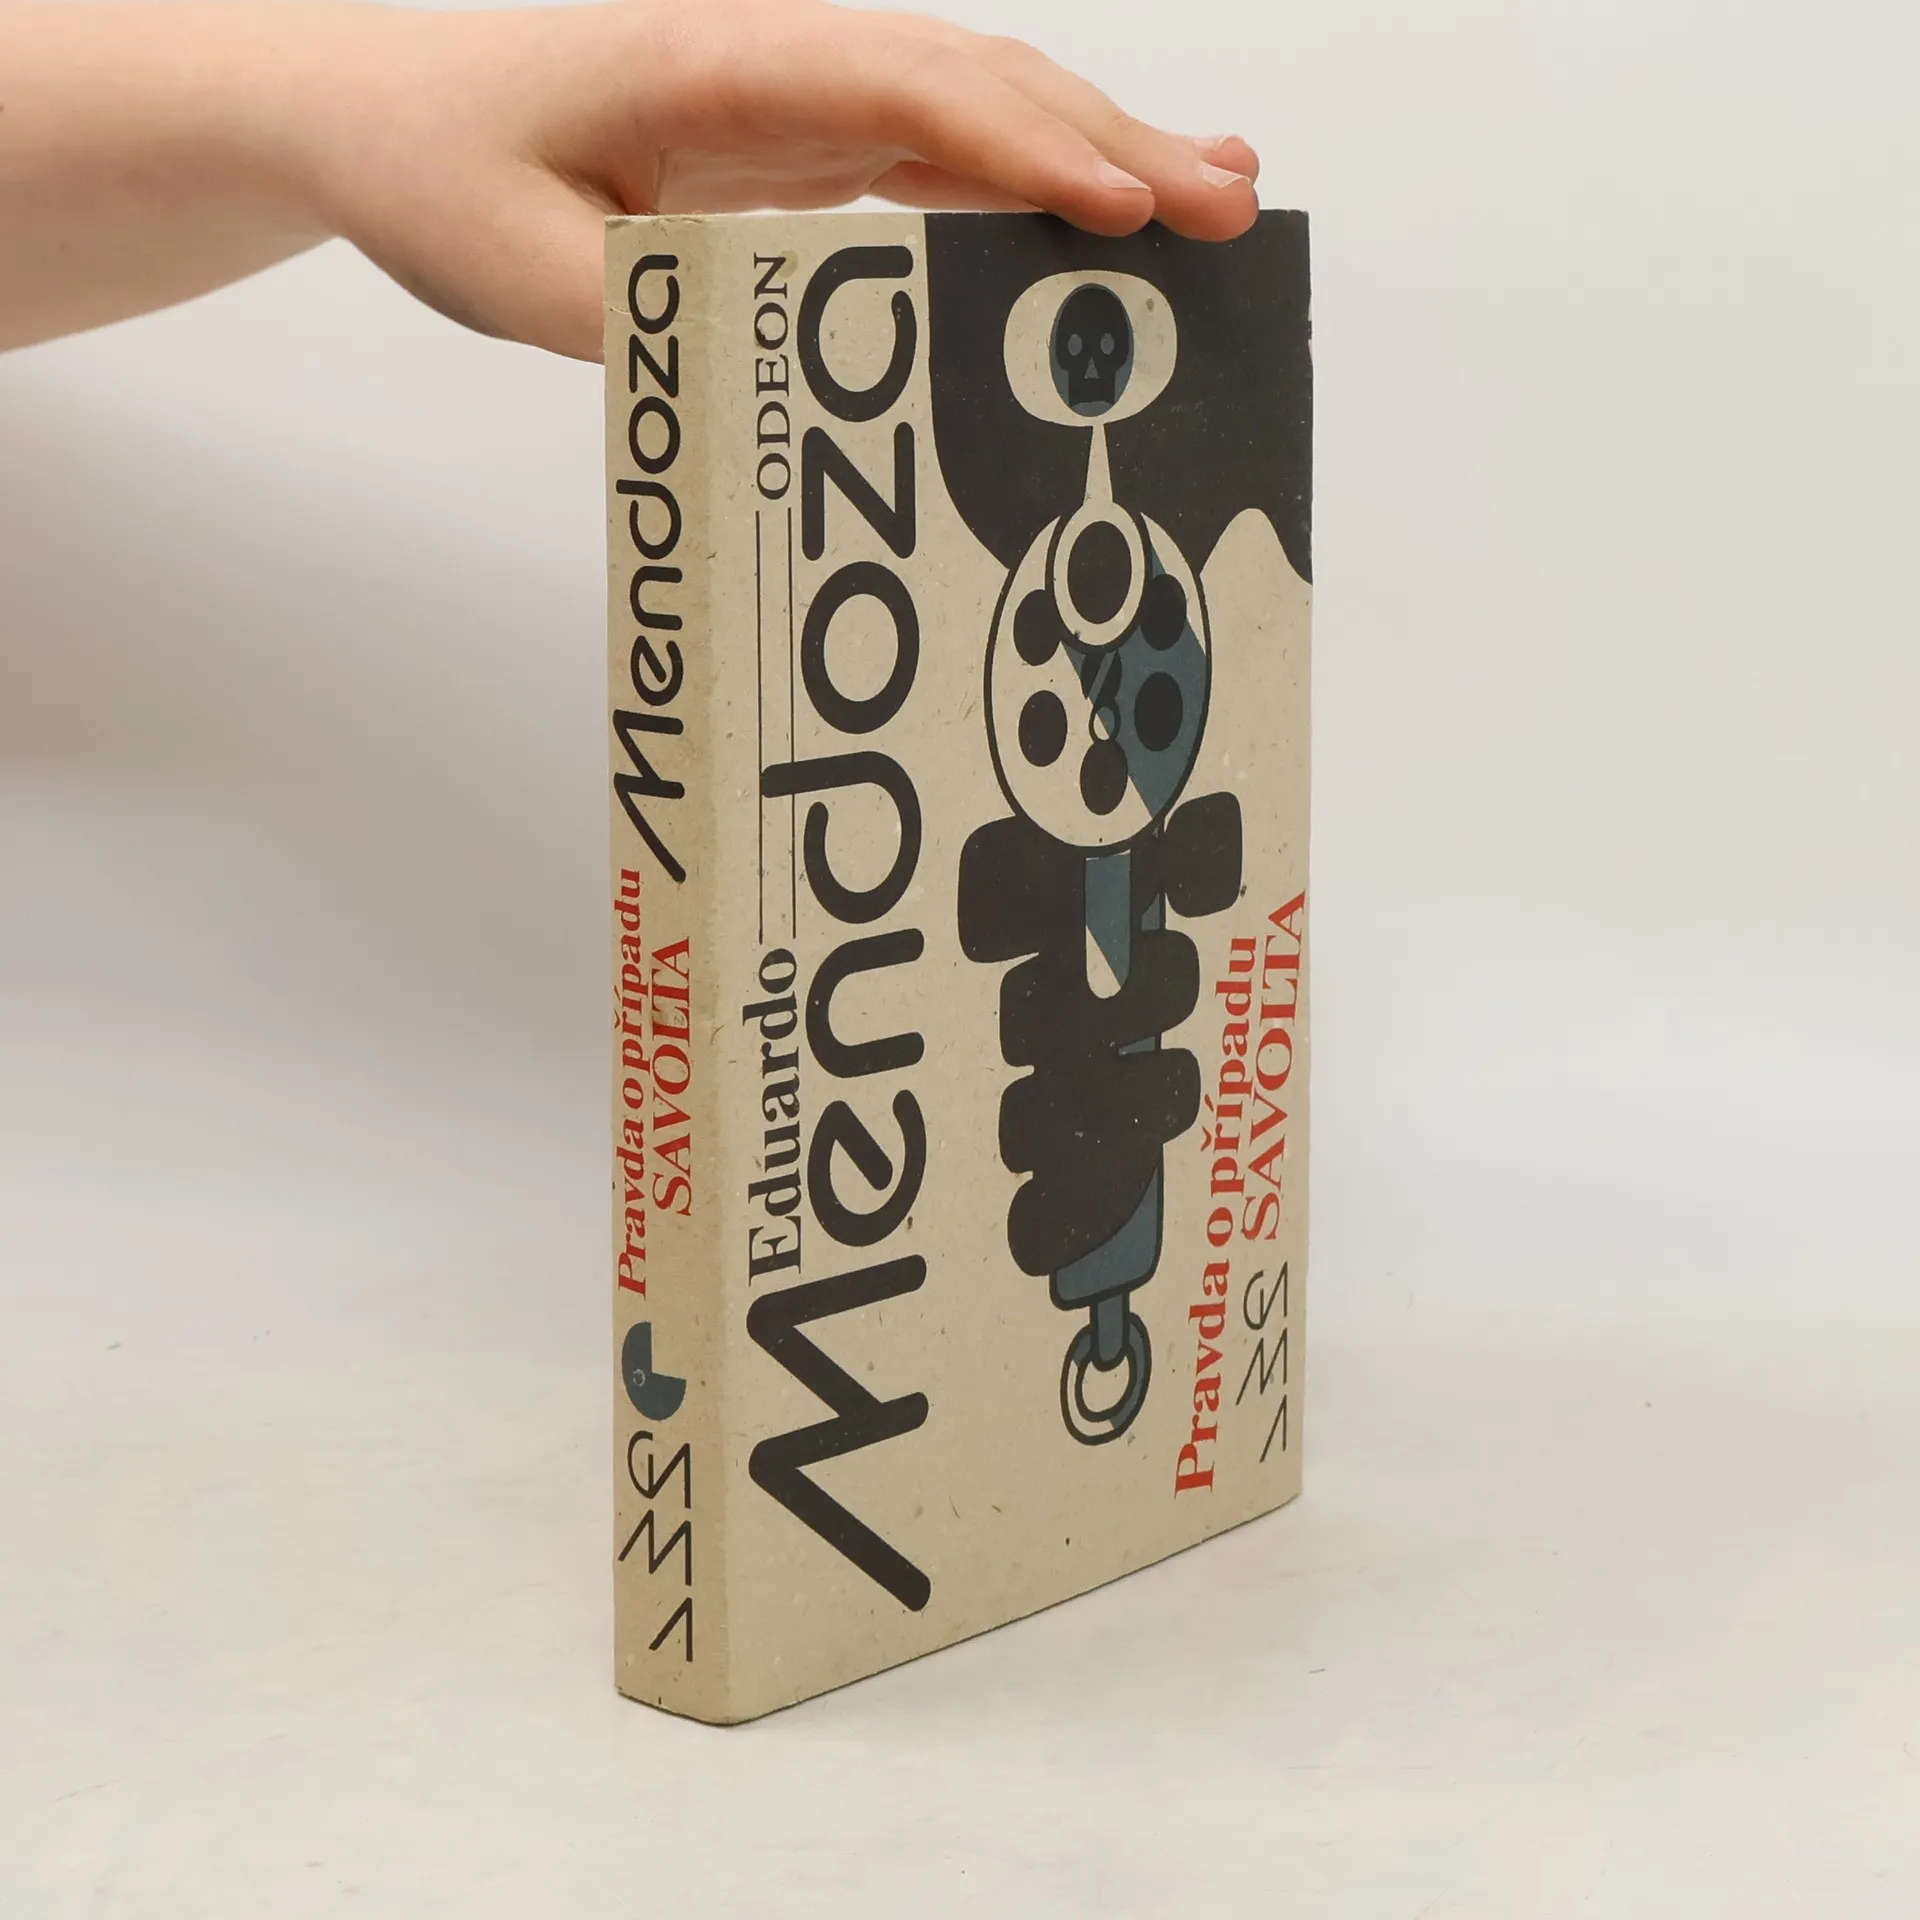 Mendoza
Pravda o případu
SAVOLTA
Eduardo
ODEON
Mendoza
Pravda o případu
SAVOLTA